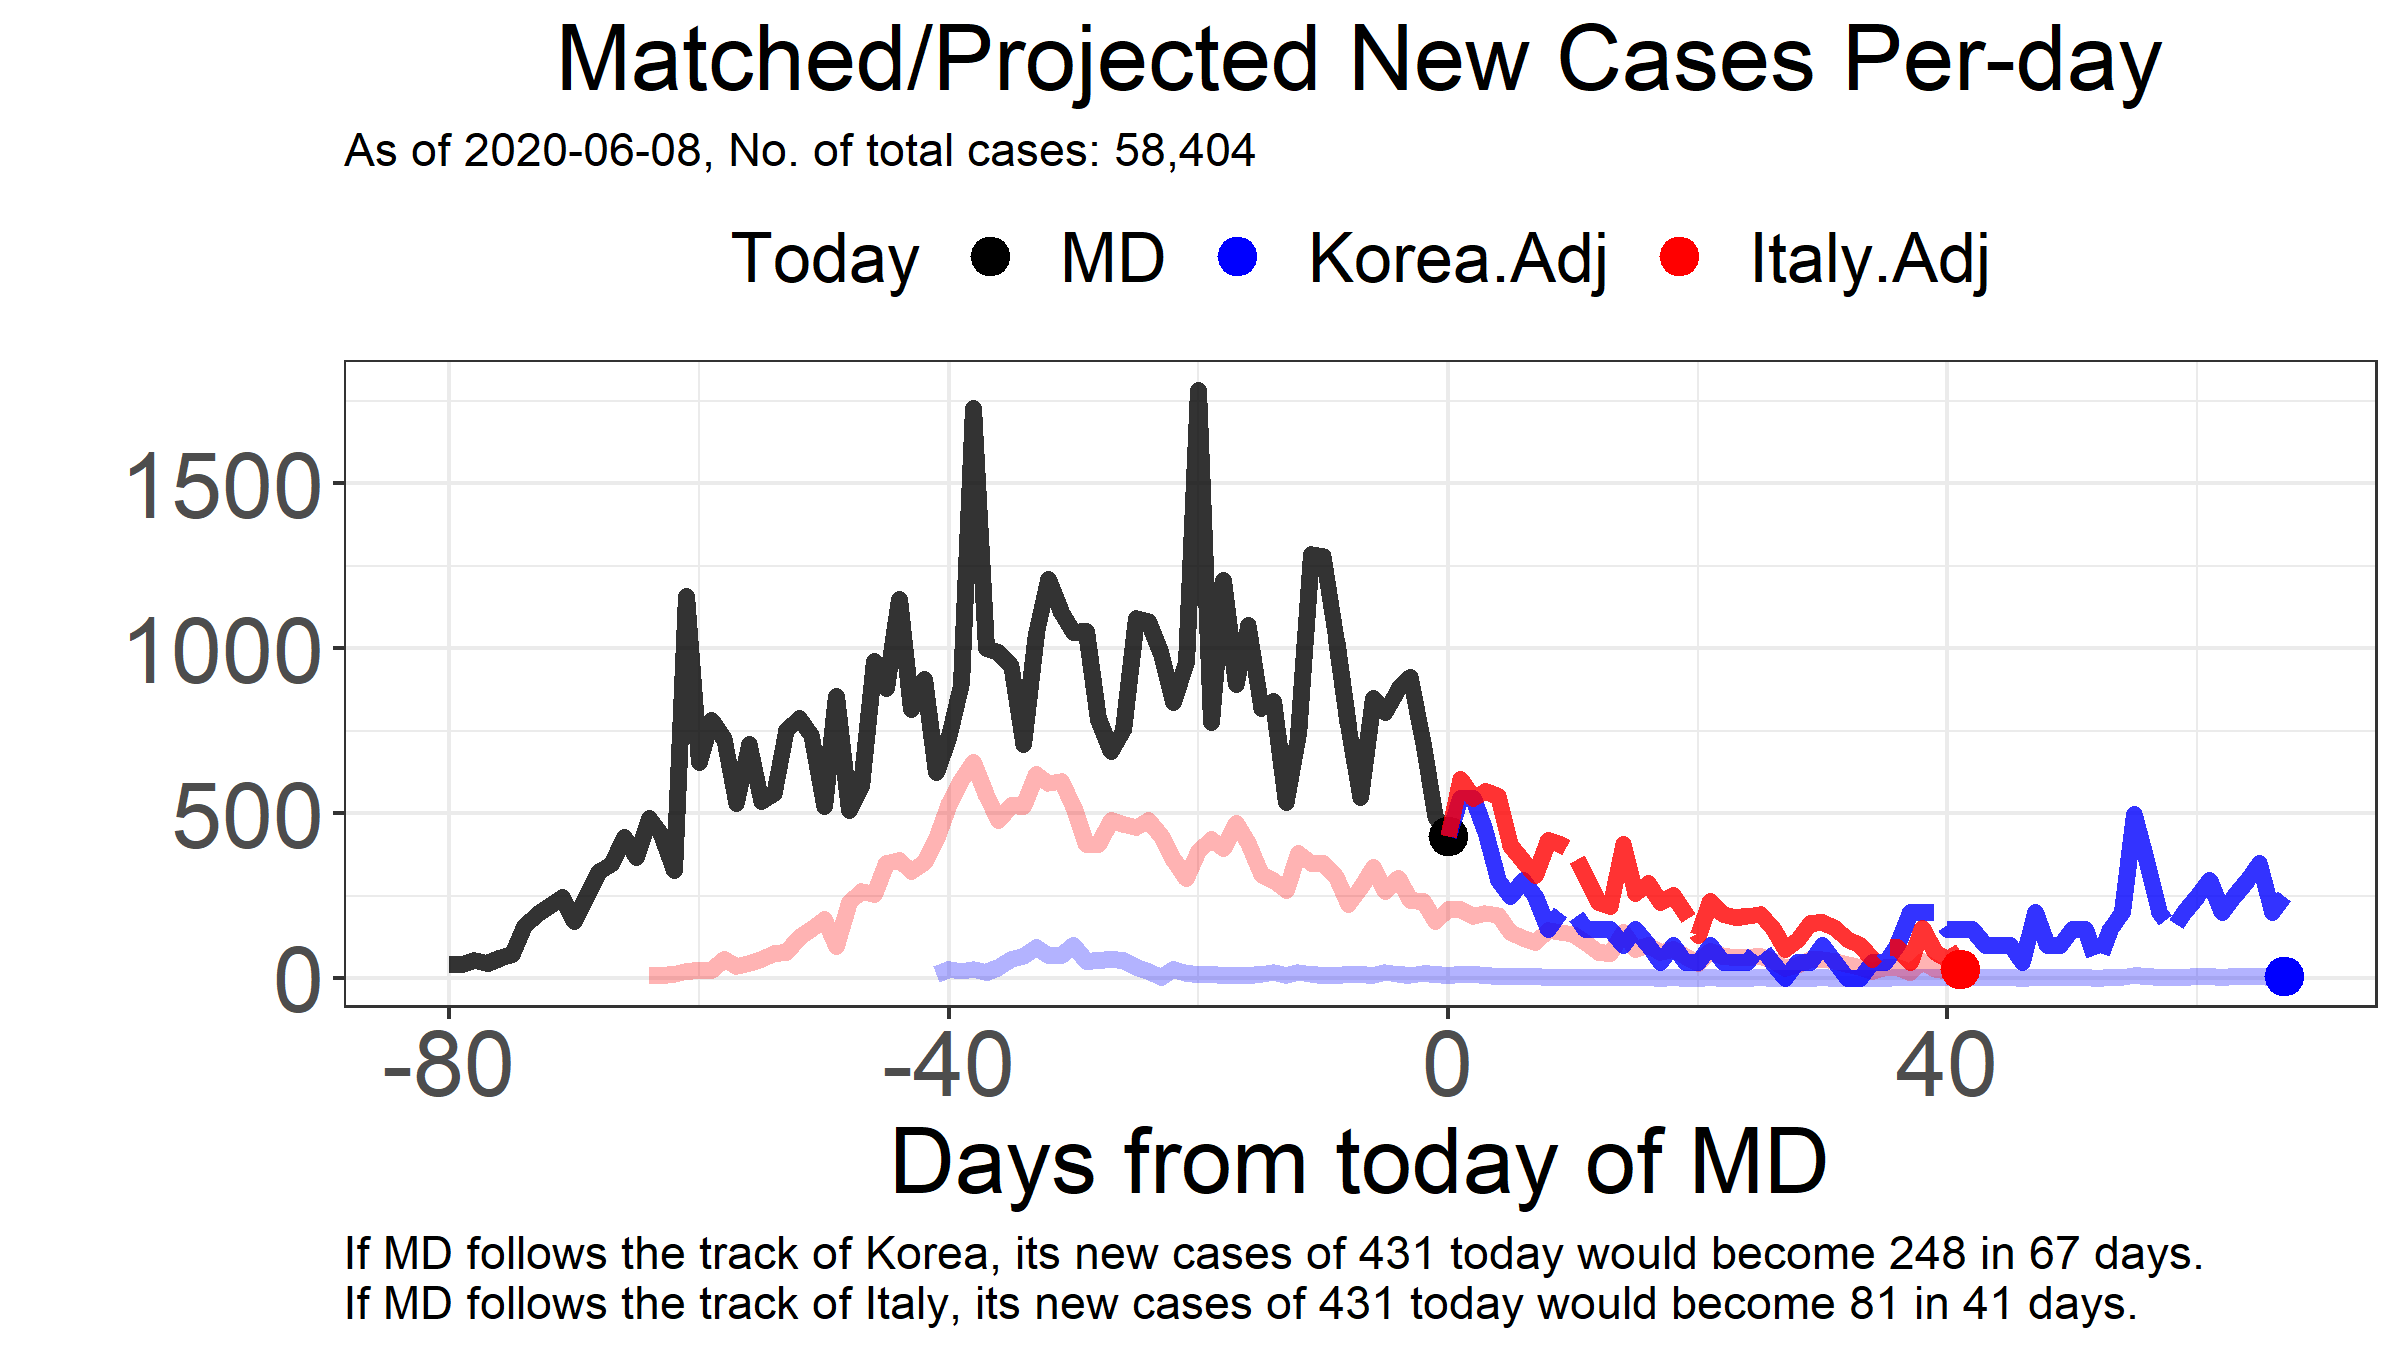 Matched/Projected New Cases Per-day
As of 2020-06-08, No. of total cases: 58,404
Today MD Korea.Adj Italy.Adj
1500
1000
500
0
-80 -40 0 40
Days from today of MD
If MD follows the track of Korea, its new cases of 431 today would become 248 in 67 days.
If MD follows the track of Italy, its new cases of 431 today would become 81 in 41 days.